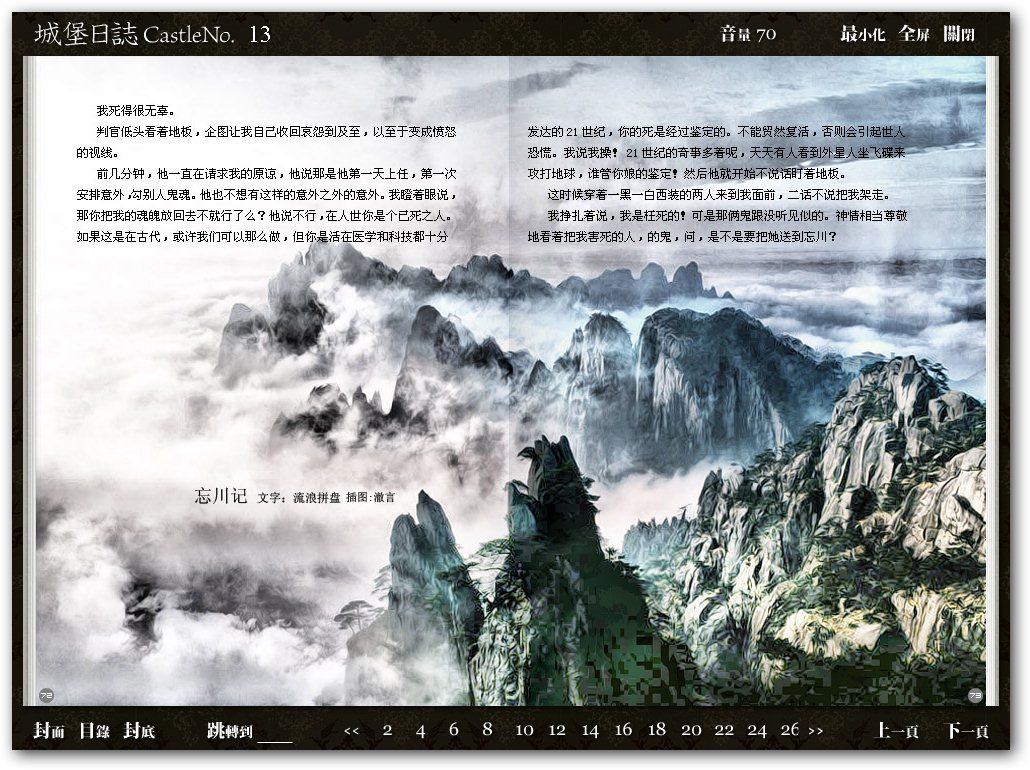 城堡日誌 CastleNo. 13
音量 70
最小化 全屏 關閉
我死得很无辜。
判官低头看着地板，企图让我自己收回哀怨到及至，以至于变成愤怒
的视线。
前几分钟，他一直在请求我的原谅，他说那是他第一天上任，第一次
安排意外，勾别人鬼魂。他也不想有这样的意外之外的意外。我瞪着眼说，
那你把我的魂魄放回去不就行了么？他说不行，在人世你是个已死之人。
如果这是在古代，或许我们可以那么做，但你是活在医学和科技都十分
发达的 21 世纪，你的死是经过鉴定的。不能贸然复活，否则会引起世人
恐慌。我说我操！ 21 世纪的奇事多着呢，天天有人看到外星人坐飞碟来
攻打地球，谁管你娘的鉴定！然后他就开始不说话盯着地板。
这时候穿着一黑一白西装的两人来到我面前，二话不说把我架走。
我挣扎着说，我是枉死的！可是那俩鬼跟没听见似的。神情相当尊敬
地看着把我害死的人，的鬼，问，是不是要把她送到忘川？
忘川记 文字：流浪拼盘 插图:澈言
72
73
封面 目錄 封底
跳轉到
<< 2 4 6 8 10 12 14 16 18 20 22 24 26 >>
上一頁 下一頁